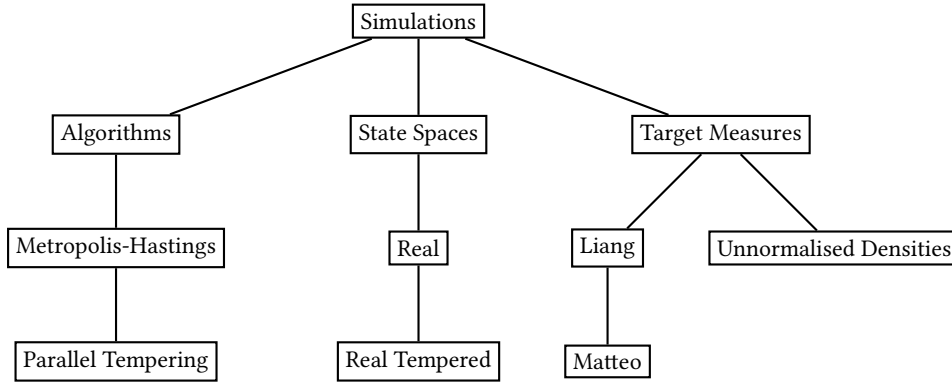 Simulations
Algorithms
State Spaces
Target Measures
Metropolis-Hastings
Real
Liang
Unnormalised Densities
Parallel Tempering
Real Tempered
Matteo